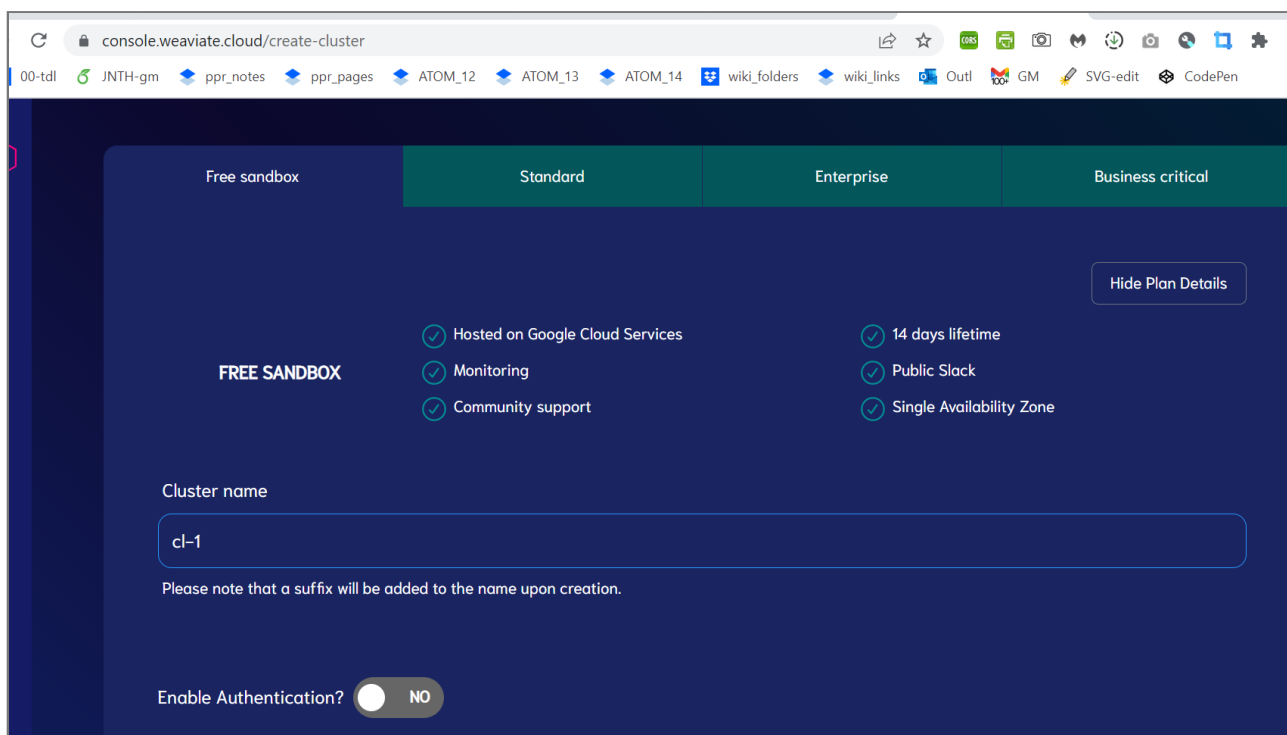 console.weaviate.cloud/create-cluster
CORS
00-tdl JNTH-gm ppr_notes ppr_pages ATOM_12 ATOM_13 ATOM_14 wiki_folders wiki_links Outl 100+ GM SVG-edit CodePen
Free sandbox Standard Enterprise Business critical
Hide Plan Details
Hosted on Google Cloud Services 14 days lifetime
FREE SANDBOX Monitoring Public Slack
Community support Single Availability Zone
Cluster name
cl-1
Please note that a suffix will be added to the name upon creation.
Enable Authentication? NO